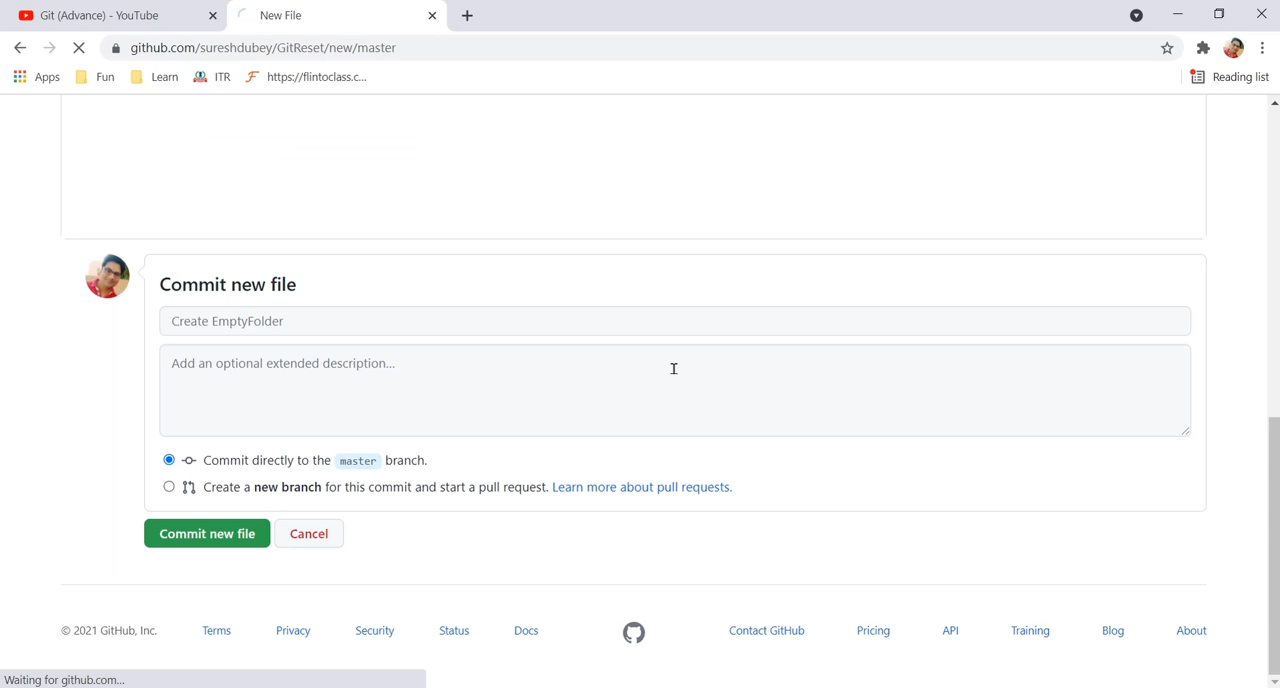 Git (Advance) - YouTube
New File
github.com/sureshdubey/GitReset/new/master
Apps
Fun
Learn
ITR
https://flintoclass.c...
Reading list
Commit new file
Create EmptyFolder
Add an optional extended description...
Commit directly to the master branch.
Create a new branch for this commit and start a pull request. Learn more about pull requests.
Commit new file
Cancel
© 2021 GitHub, Inc.
Terms
Privacy
Security
Status
Docs
Contact GitHub
Pricing
API
Training
Blog
About
Waiting for github.com...